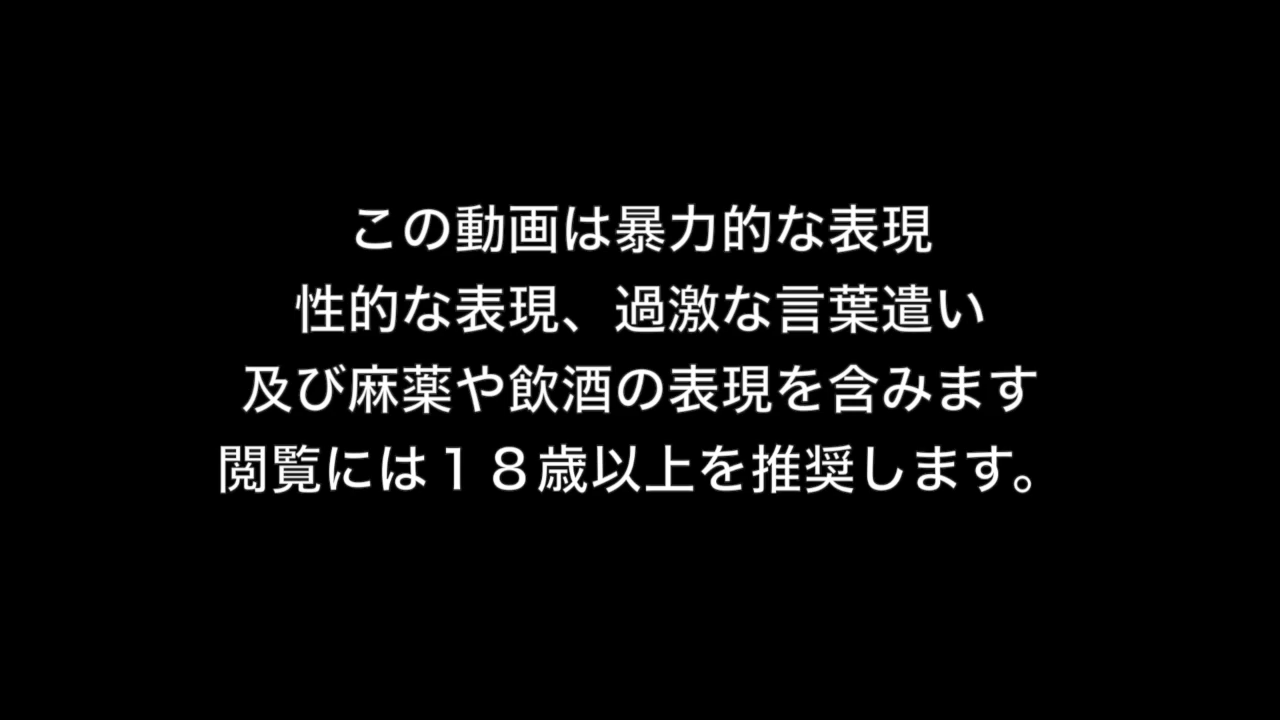 この動画は暴力的な表現
性的な表現、過激な言葉遣い
及び麻薬や飲酒の表現を含みます
閲覧には１８歳以上を推奨します。